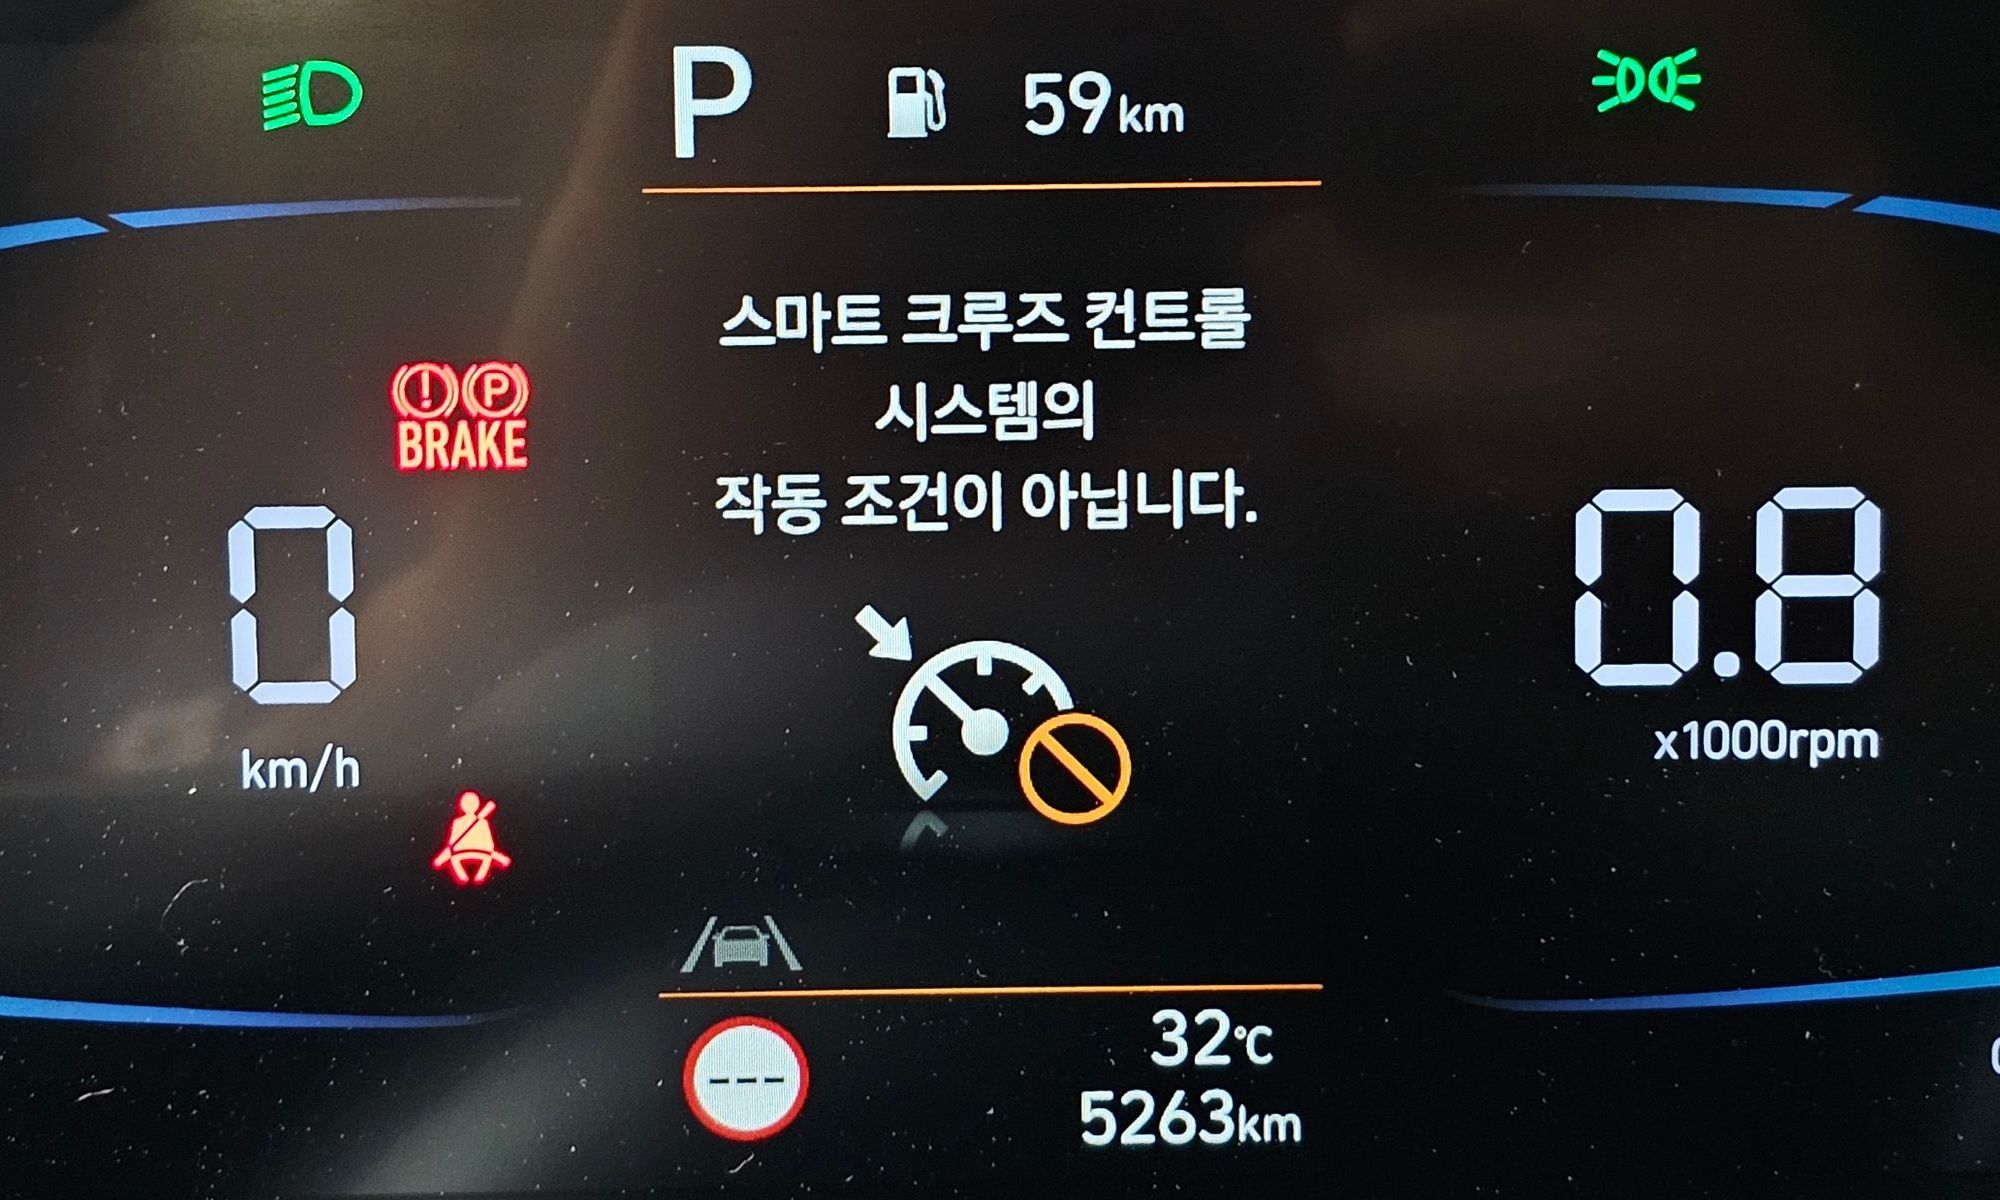 P 59km
스마트 크루즈 컨트롤
시스템의
작동 조건이 아닙니다.
! P
BRAKE
0
km/h
0.8
x1000rpm
---
32℃
5263km